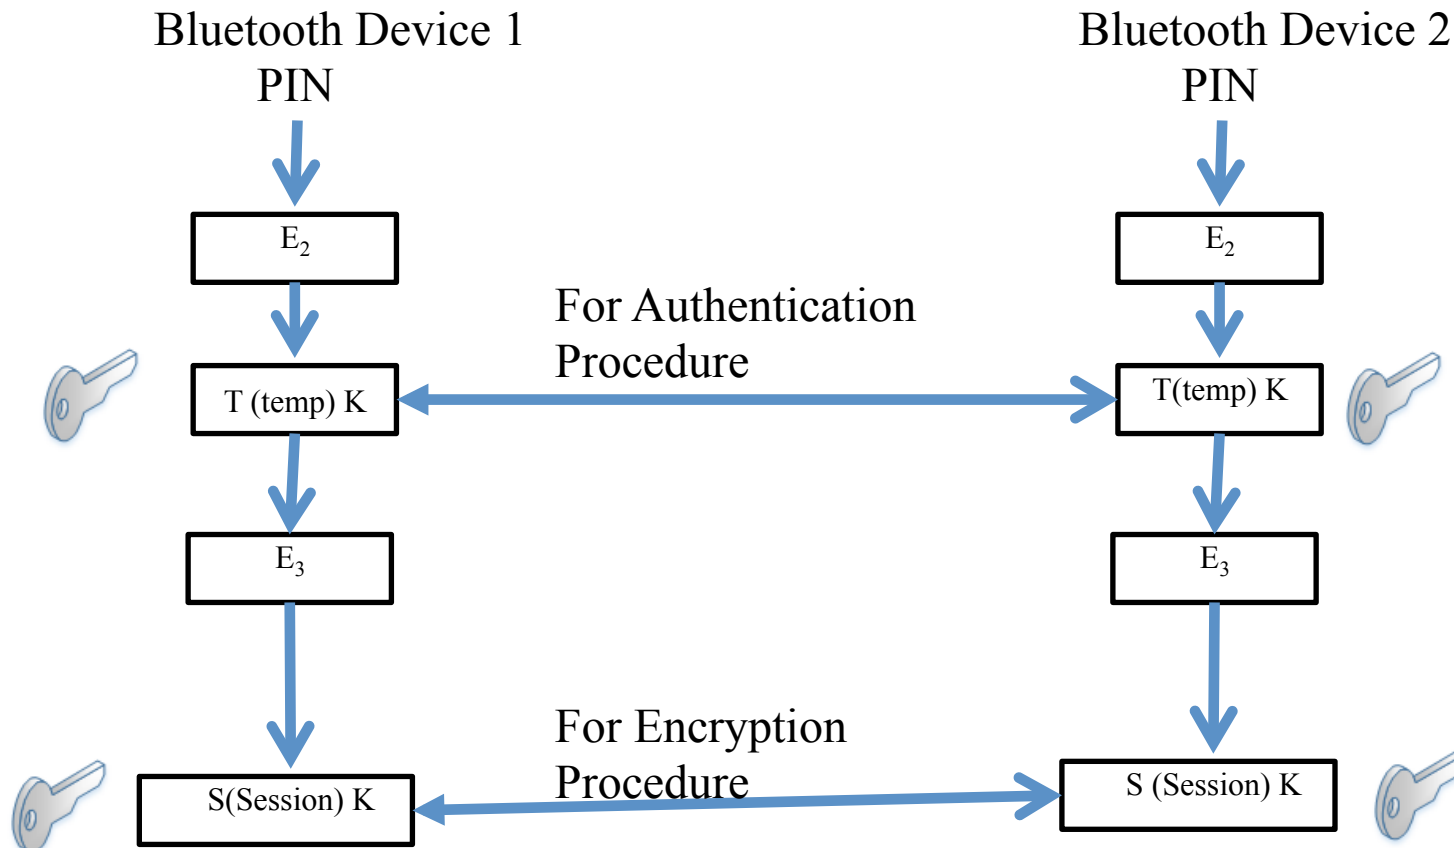 Bluetooth Device 1
PIN
Bluetooth Device 2
PIN
E₂
E₂
For Authentication
Procedure
T (temp) K
T(temp) K
E₃
E₃
For Encryption
Procedure
S(Session) K
S (Session) K